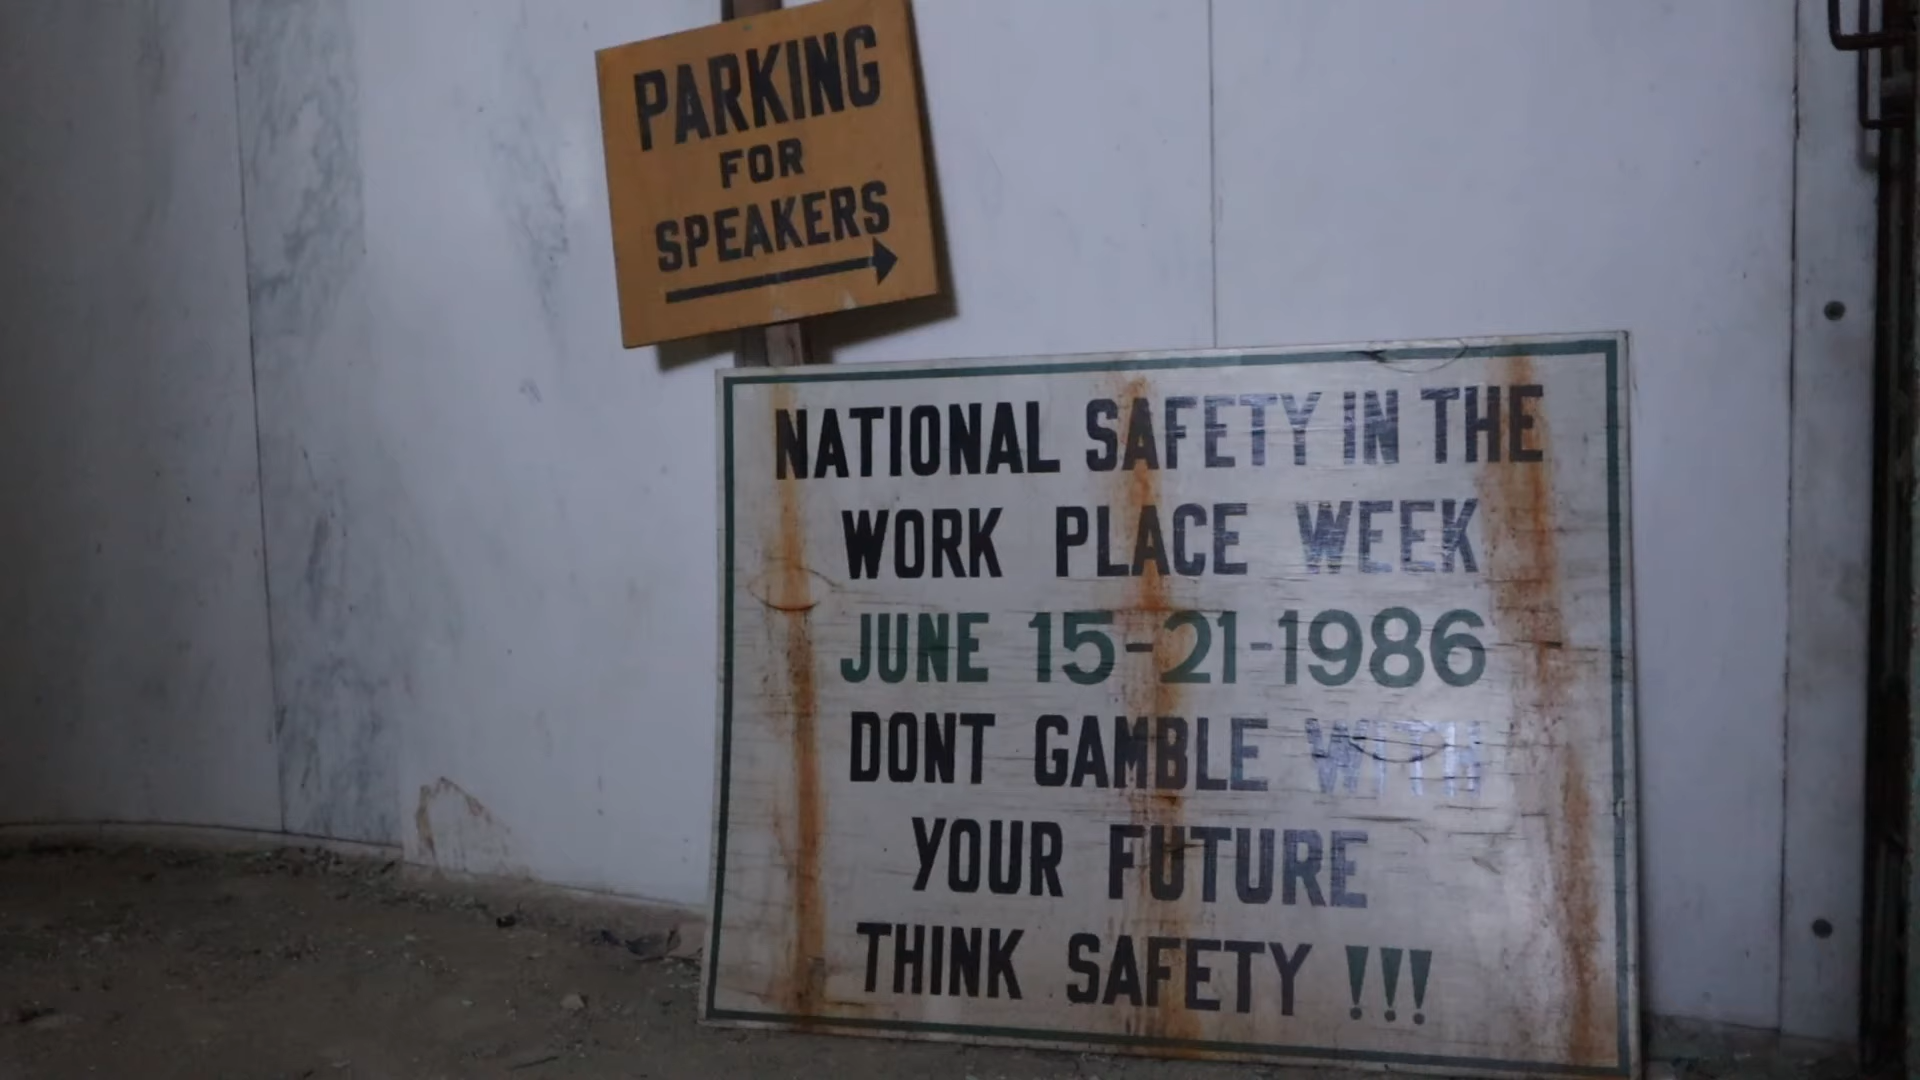 PARKING
FOR
SPEAKERS
NATIONAL SAFETY IN THE
WORK PLACE WEEK
JUNE 15-21-1986
DONT GAMBLE WITH
YOUR FUTURE
THINK SAFETY !!!